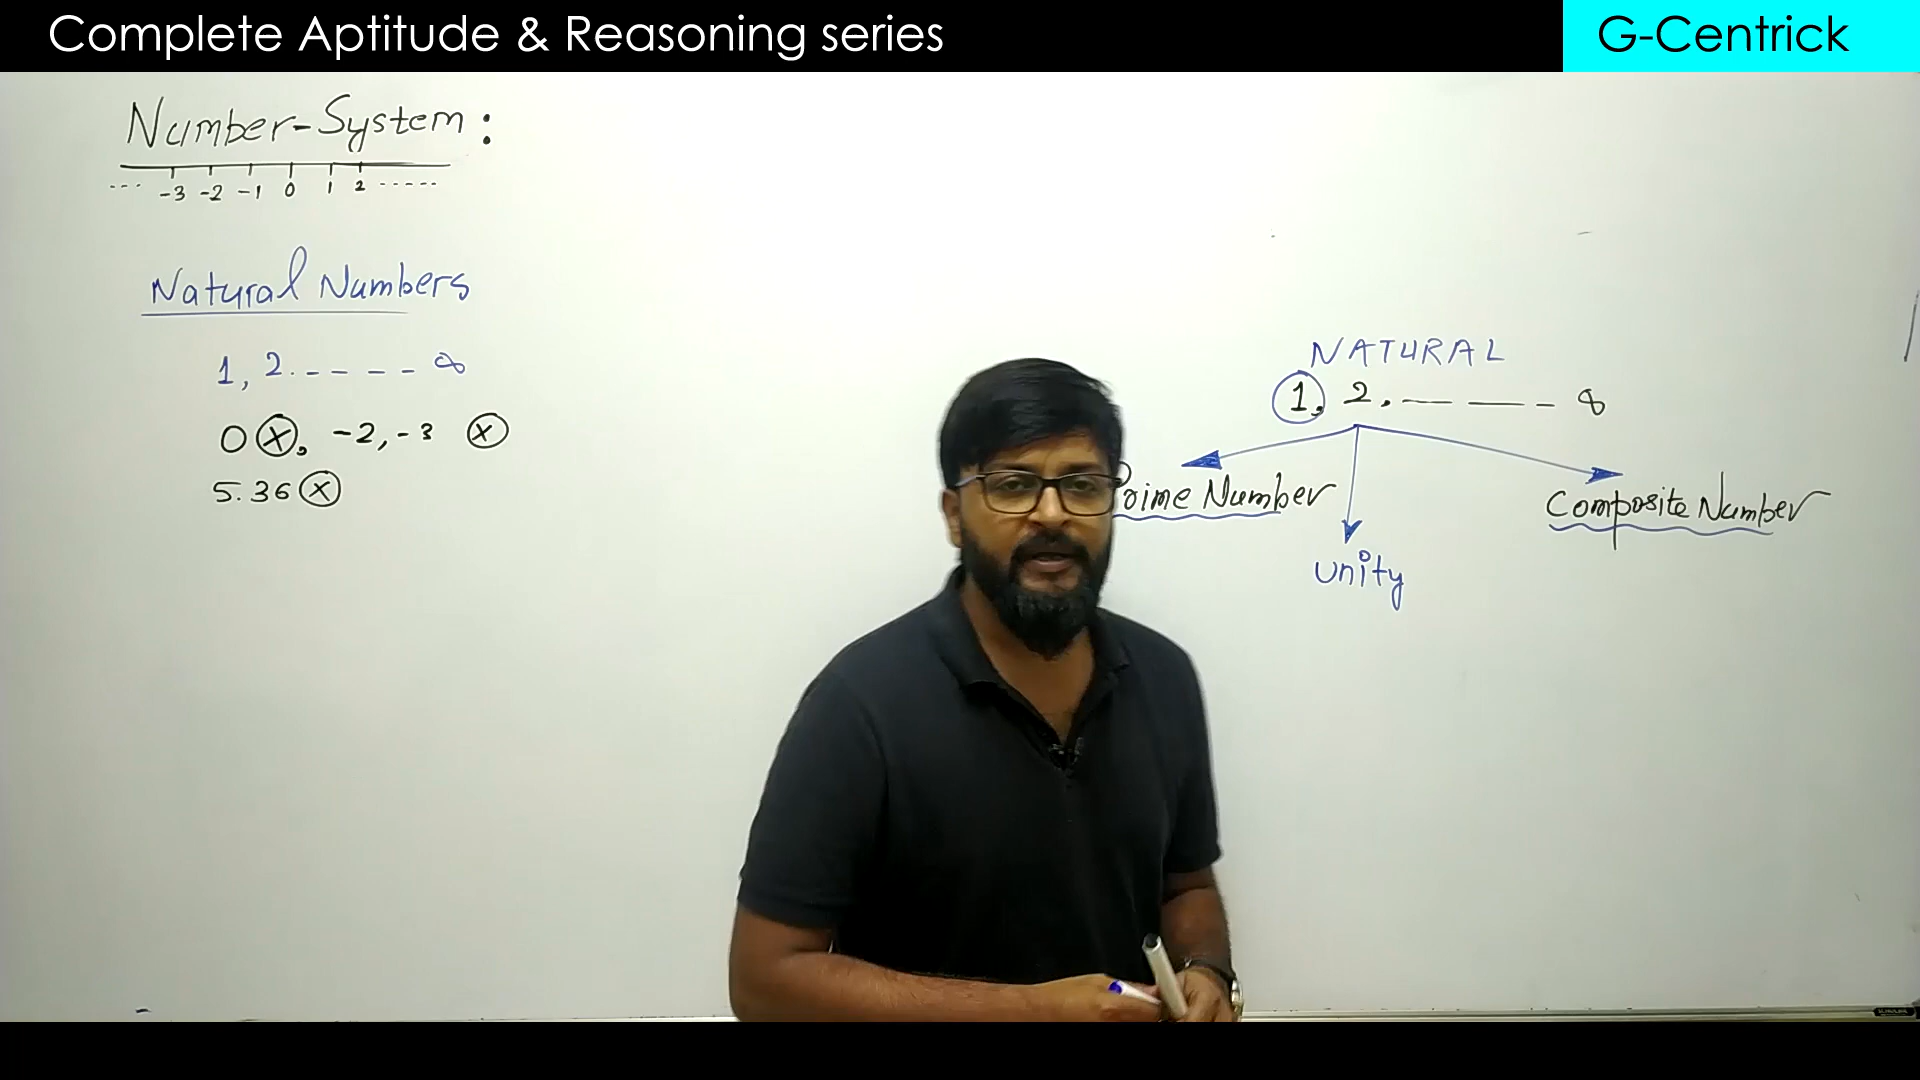 Complete Aptitude & Reasoning series
G-Centrick
Number-System:
--- -3 -2 -1 0 1 2 -----
Natural Numbers
1, 2.---- ∞
0 ⊗, -2, -3 ⊗
5.36 ⊗
NATURAL
1, 2, ——— ∞
Prime Number
Composite Number
unity